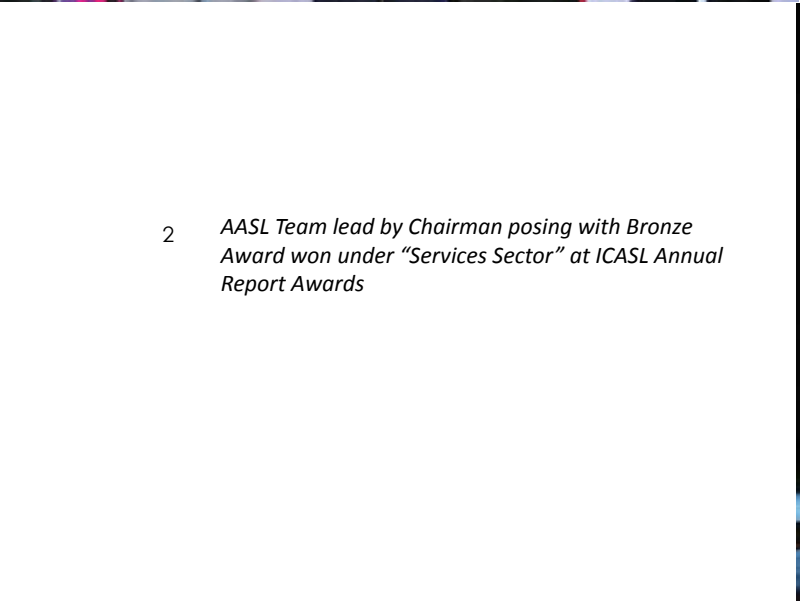 2 AASL Team lead by Chairman posing with Bronze
Award won under “Services Sector” at ICASL Annual
Report Awards